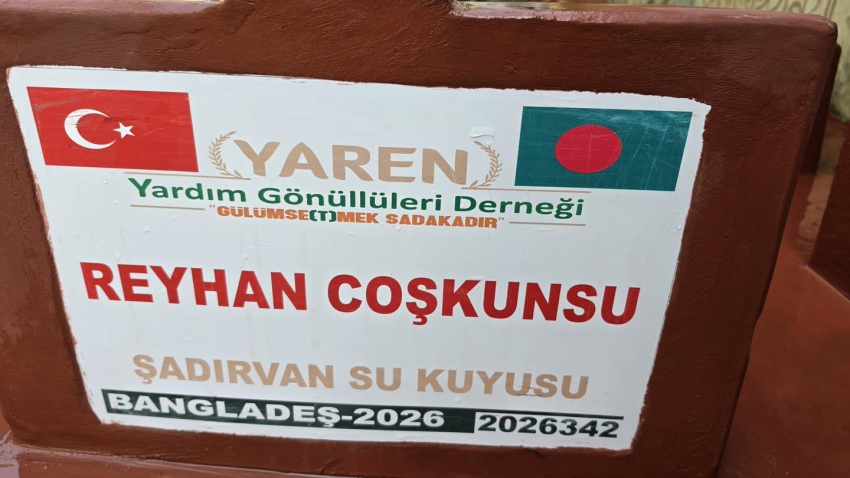 YAREN
Yardım Gönüllüleri Derneği
"GÜLÜMSE(T)MEK SADAKADIR"
REYHAN COŞKUNSU
ŞADIRVAN SU KUYUSU
BANGLADEŞ-2026 2026342